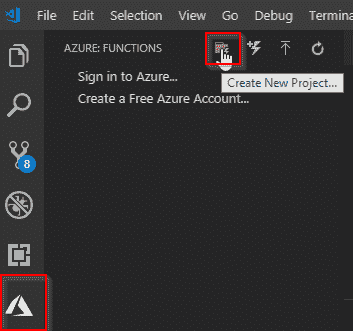 File Edit Selection View Go Debug Termina
AZURE: FUNCTIONS
Sign in to Azure...
Create New Project...
Create a Free Azure Account...
8